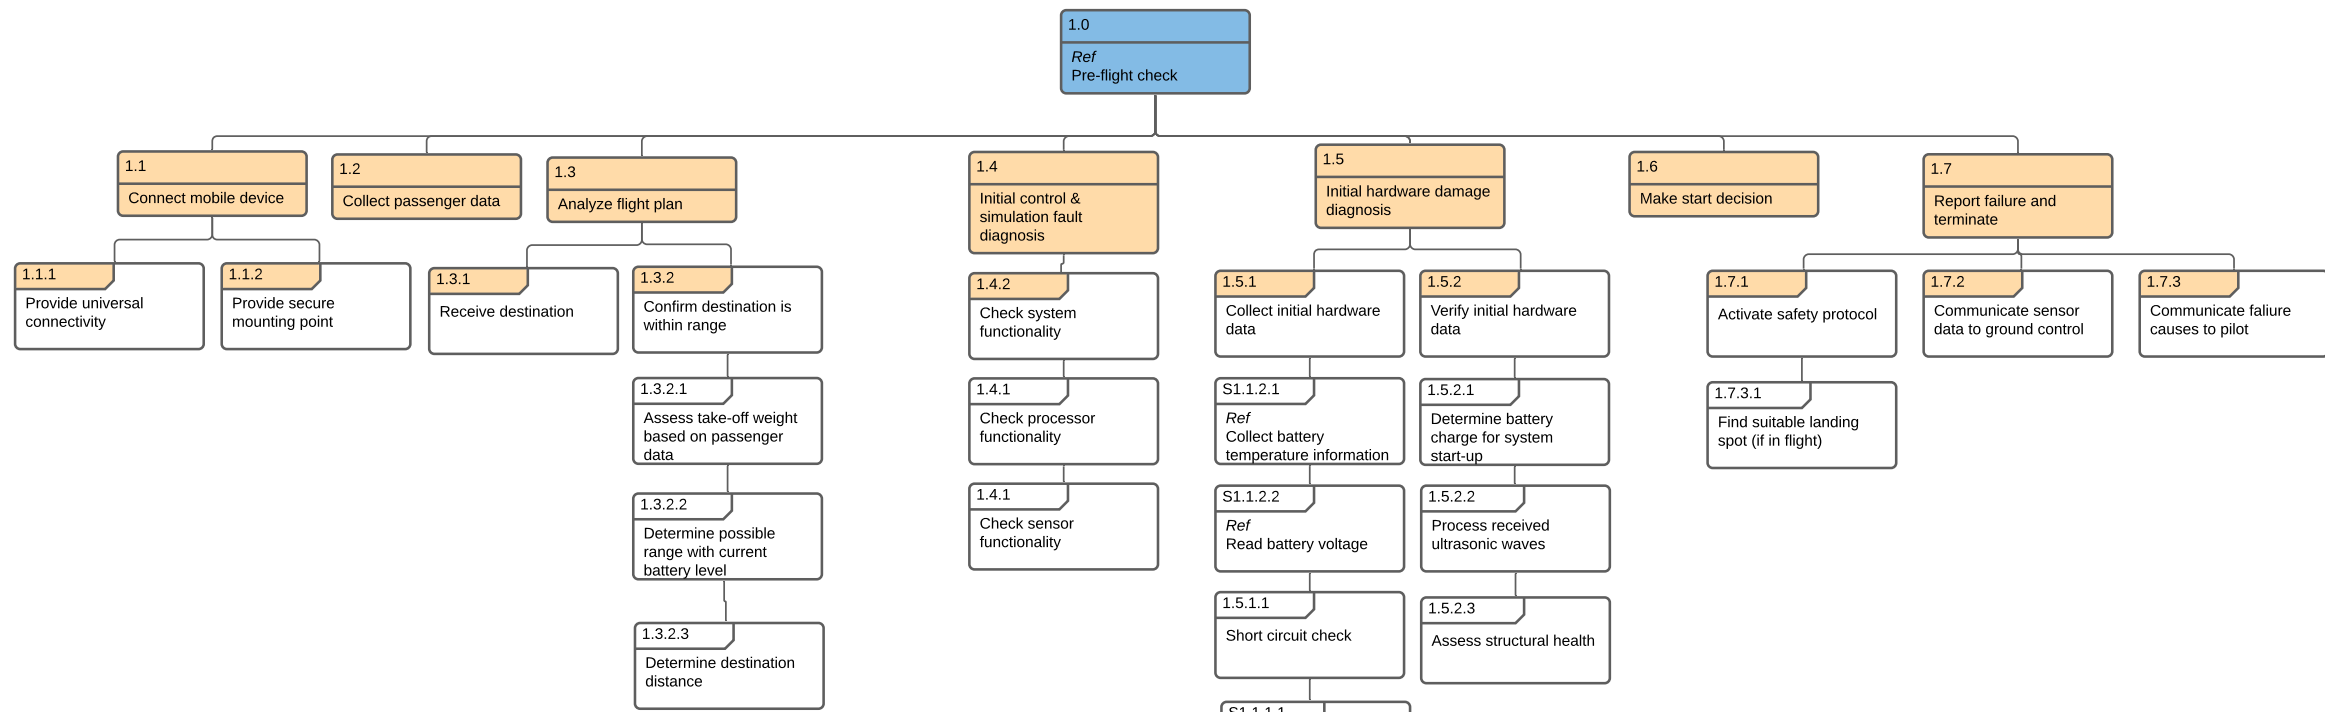 1.0
Ref
Pre-flight check
1.1
Connect mobile device
1.2
Collect passenger data
1.3
Analyze flight plan
1.4
Initial control &
simulation fault
diagnosis
1.5
Initial hardware damage
diagnosis
1.6
Make start decision
1.7
Report failure and
terminate
1.1.1
Provide universal
connectivity
1.1.2
Provide secure
mounting point
1.3.1
Receive destination
1.3.2
Confirm destination is
within range
1.3.2.1
Assess take-off weight
based on passenger
data
1.3.2.2
Determine possible
range with current
battery level
1.3.2.3
Determine destination
distance
1.4.2
Check system
functionality
1.4.1
Check processor
functionality
1.4.1
Check sensor
functionality
1.5.1
Collect initial hardware
data
S1.1.2.1
Ref
Collect battery
temperature information
S1.1.2.2
Ref
Read battery voltage
1.5.1.1
Short circuit check
S1.1.1.1
1.5.2
Verify initial hardware
data
1.5.2.1
Determine battery
charge for system
start-up
1.5.2.2
Process received
ultrasonic waves
1.5.2.3
Assess structural health
1.7.1
Activate safety protocol
1.7.3.1
Find suitable landing
spot (if in flight)
1.7.2
Communicate sensor
data to ground control
1.7.3
Communicate faliure
causes to pilot